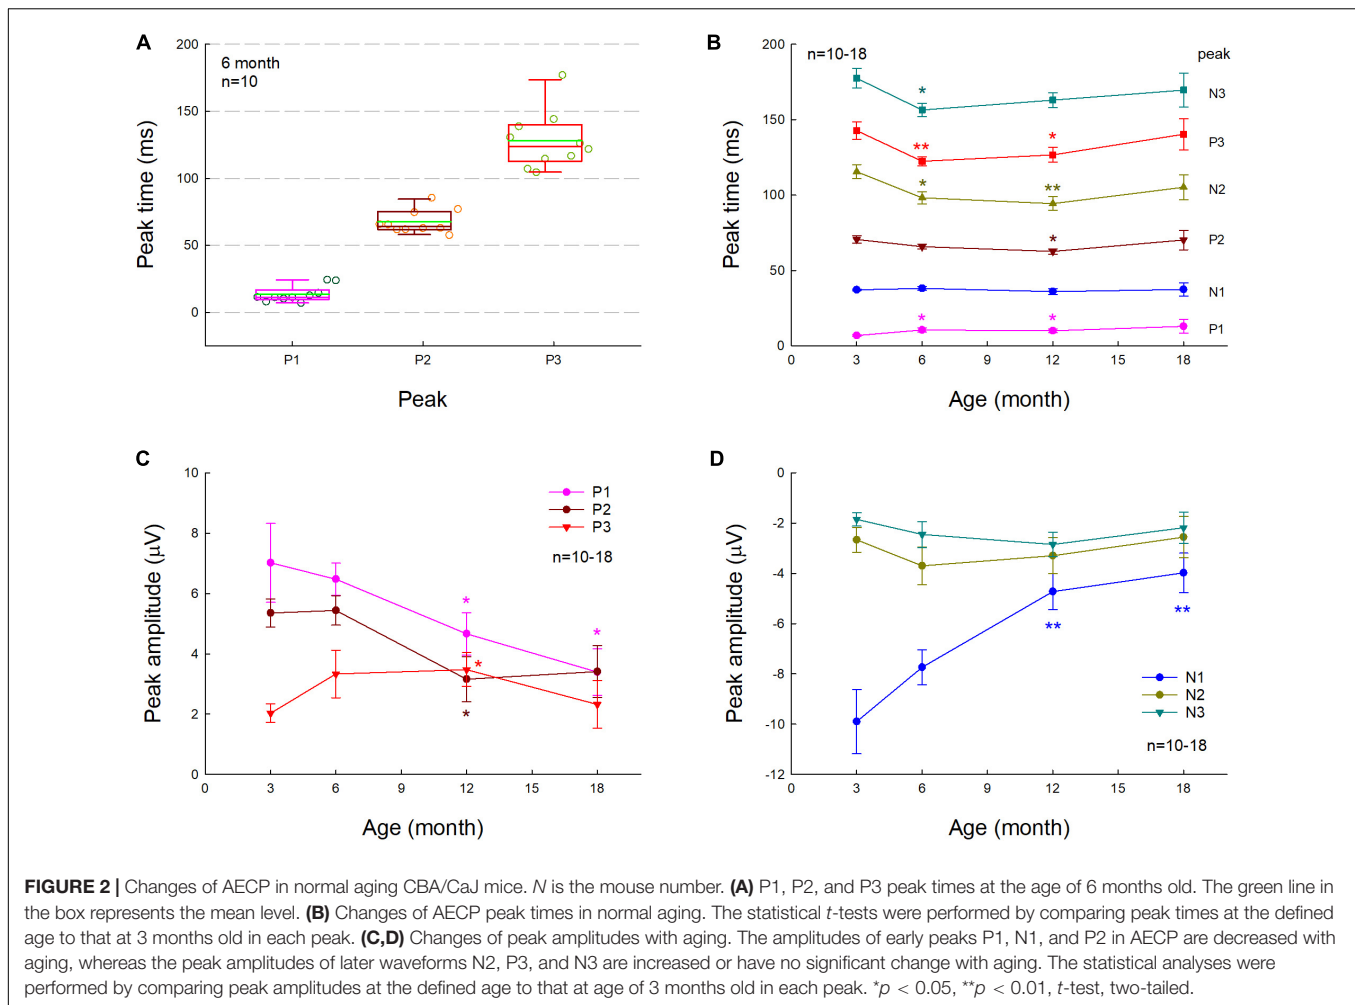 A
200
150
100
50
0
6 month
n=10
Peak time (ms)
P1 P2 P3
Peak
B
200
150
100
50
0
n=10-18
peak
N3
P3
N2
P2
N1
P1
*
** *
* **
*
* *
Peak time (ms)
0 3 6 9 12 15 18
Age (month)
C
10
8
6
4
2
0
P1
P2
P3
n=10-18
*
*
*
*
Peak amplitude (μV)
0 3 6 9 12 15 18
Age (month)
D
0
-2
-4
-6
-8
-10
-12
** **
N1
N2
N3
n=10-18
Peak amplitude (μV)
0 3 6 9 12 15 18
Age (month)
FIGURE 2 | Changes of AECP in normal aging CBA/CaJ mice. N is the mouse number. (A) P1, P2, and P3 peak times at the age of 6 months old. The green line in
the box represents the mean level. (B) Changes of AECP peak times in normal aging. The statistical t-tests were performed by comparing peak times at the defined
age to that at 3 months old in each peak. (C,D) Changes of peak amplitudes with aging. The amplitudes of early peaks P1, N1, and P2 in AECP are decreased with
aging, whereas the peak amplitudes of later waveforms N2, P3, and N3 are increased or have no significant change with aging. The statistical analyses were
performed by comparing peak amplitudes at the defined age to that at age of 3 months old in each peak. *p < 0.05, **p < 0.01, t-test, two-tailed.